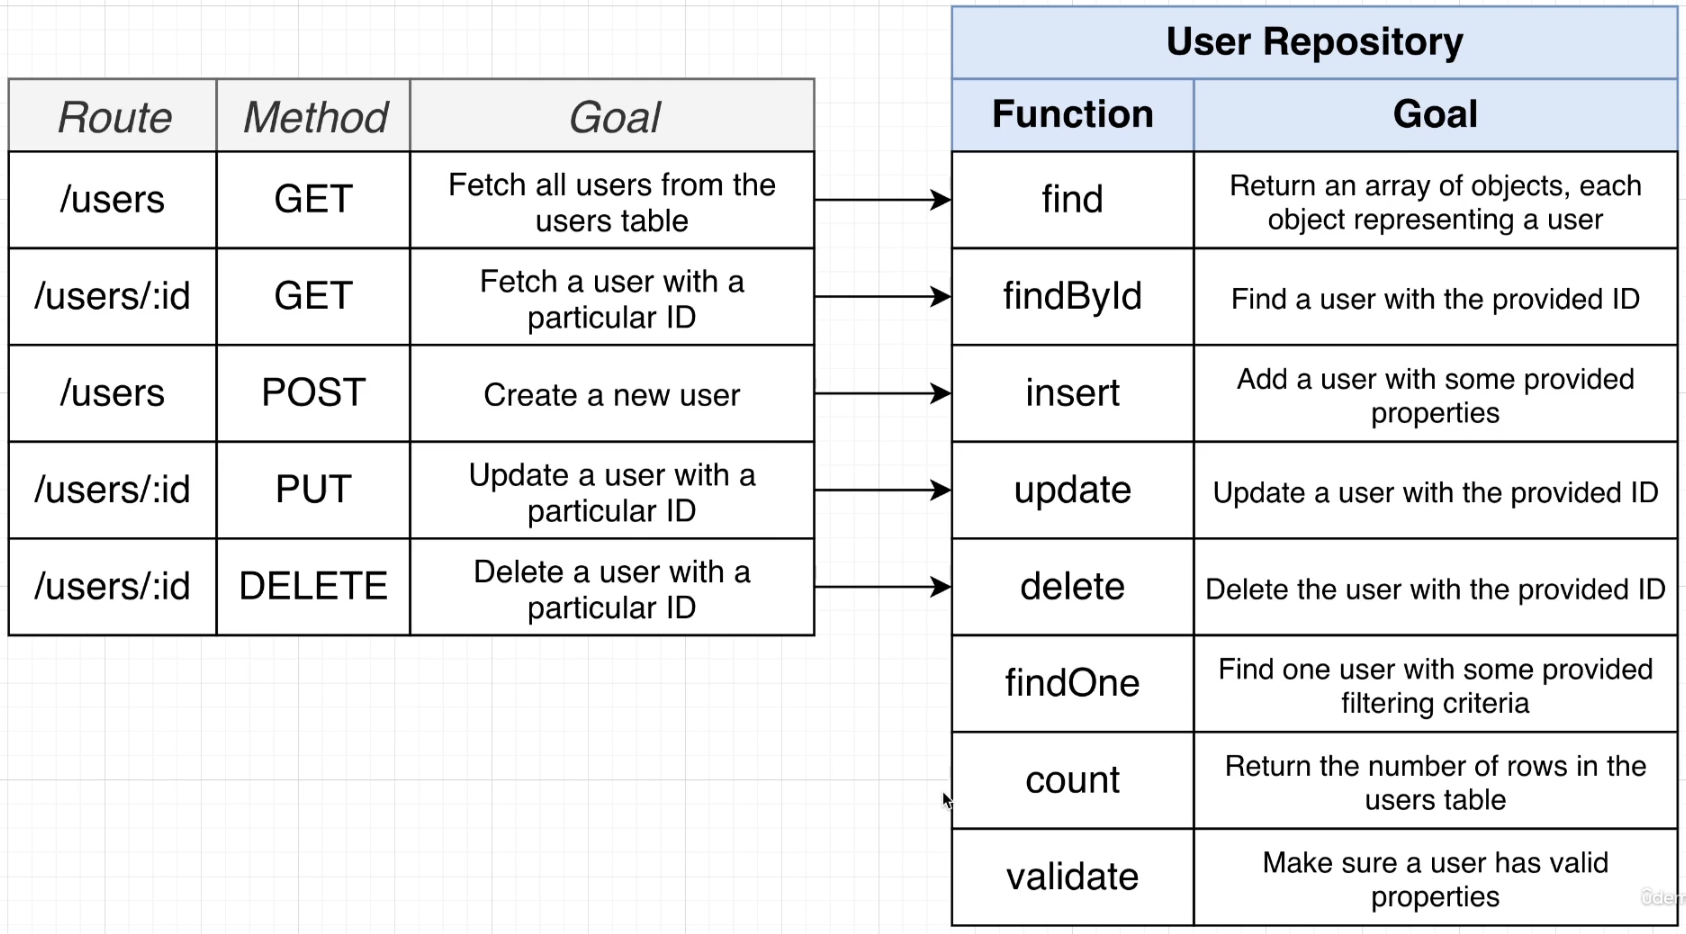 User Repository
Route Method Goal
Function Goal
/users GET Fetch all users from the
users table
find Return an array of objects, each
object representing a user
/users/:id GET Fetch a user with a
particular ID
findById Find a user with the provided ID
/users POST Create a new user
insert Add a user with some provided
properties
/users/:id PUT Update a user with a
particular ID
update Update a user with the provided ID
/users/:id DELETE Delete a user with a
particular ID
delete Delete the user with the provided ID
findOne Find one user with some provided
filtering criteria
count Return the number of rows in the
users table
validate Make sure a user has valid
properties